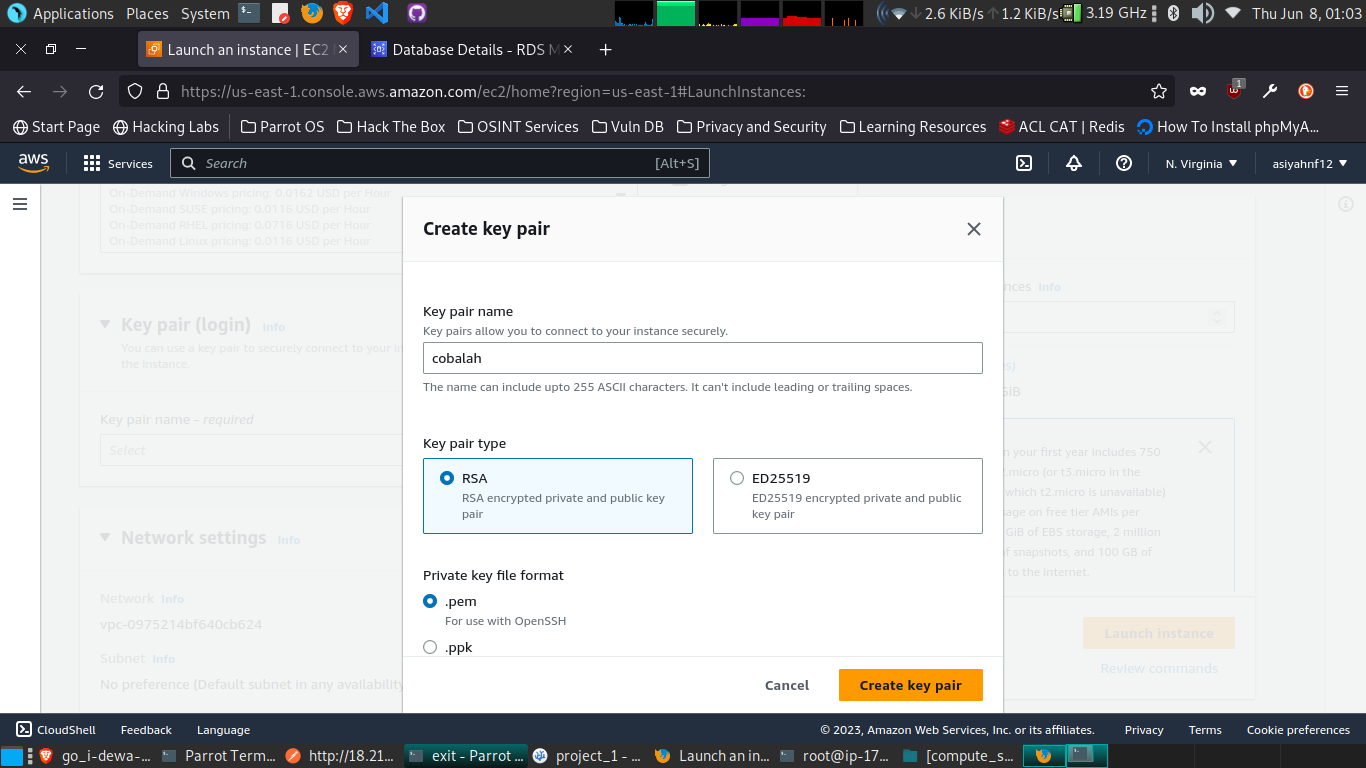 Applications Places System 2.6 KiB/s 1.2 KiB/s 3.19 GHz Thu Jun 8, 01:03
Launch an instance | EC2 M Database Details - RDS M
https://us-east-1.console.aws.amazon.com/ec2/home?region=us-east-1#LaunchInstances: 1
Start Page Hacking Labs Parrot OS Hack The Box OSINT Services Vuln DB Privacy and Security Learning Resources ACL CAT | Redis How To Install phpMyA...
aws Services Search [Alt+S] N. Virginia asiyahnf12
On-Demand Windows pricing: 0.0162 USD per Hour
On-Demand SUSE pricing: 0.0116 USD per Hour
On-Demand RHEL pricing: 0.0716 USD per Hour
On-Demand Linux pricing: 0.0116 USD per Hour
Key pair (login) Info
You can use a key pair to securely connect to your in
the instance.
Key pair name – required
Select
Network settings Info
Network Info
vpc-0975214bf640cb624
Subnet Info
No preference (Default subnet in any availability
Create key pair
Key pair name
Key pairs allow you to connect to your instance securely.
cobalah
The name can include upto 255 ASCII characters. It can't include leading or trailing spaces.
Key pair type
RSA
RSA encrypted private and public key
pair
ED25519
ED25519 encrypted private and public
key pair
Private key file format
.pem
For use with OpenSSH
.ppk
Cancel Create key pair
nces Info
s)
GiB
n your first year includes 750
2.micro (or t3.micro in the
which t2.micro is unavailable)
age on free tier AMIs per
GiB of EBS storage, 2 million
f snapshots, and 100 GB of
to the internet.
Launch instance
Review commands
CloudShell Feedback Language © 2023, Amazon Web Services, Inc. or its affiliates. Privacy Terms Cookie preferences
go_i-dewa-... Parrot Term... http://18.21... exit - Parrot ... project_1 - ... Launch an in... root@ip-17... [compute_s...